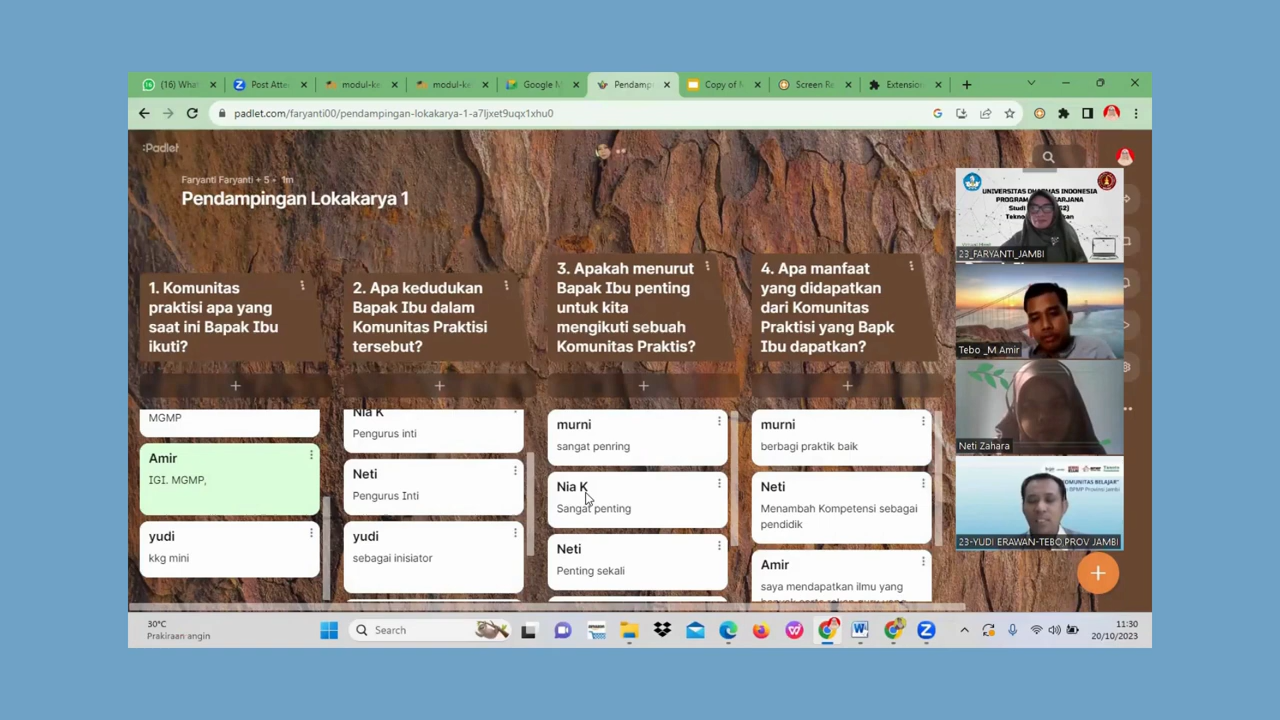 (16) What
Post Atte
modul-ke
modul-ke
Google M
Pendamp
Copy of M
Screen Re
Extension
padlet.com/faryanti00/pendampingan-lokakarya-1-a7ljxet9uqx1xhu0
:Padlet
Faryanti Faryanti + 5 • 1m
Pendampingan Lokakarya 1
1. Komunitas
praktisi apa yang
saat ini Bapak Ibu
ikuti?
2. Apa kedudukan
Bapak Ibu dalam
Komunitas Praktisi
tersebut?
3. Apakah menurut
Bapak Ibu penting
untuk kita
mengikuti sebuah
Komunitas Praktis?
4. Apa manfaat
yang didapatkan
dari Komunitas
Praktisi yang Bapk
Ibu dapatkan?
MGMP
Amir
IGI. MGMP,
yudi
kkg mini
Nia K
Pengurus inti
Neti
Pengurus Inti
yudi
sebagai inisiator
murni
sangat penring
Nia K
Sangat penting
Neti
Penting sekali
murni
berbagi praktik baik
Neti
Menambah Kompetensi sebagai
pendidik
Amir
saya mendapatkan ilmu yang
UNIVERSITAS DHARMAS INDONESIA
23_FARYANTI_JAMBI
Tebo _M Amir
Neti Zahara
KOMUNITAS BELAJAR"
BPMP Provinsi Jambi
23-YUDI ERAWAN-TEBO,PROV JAMBI
30°C
Prakiraan angin
Search
11:30
20/10/2023